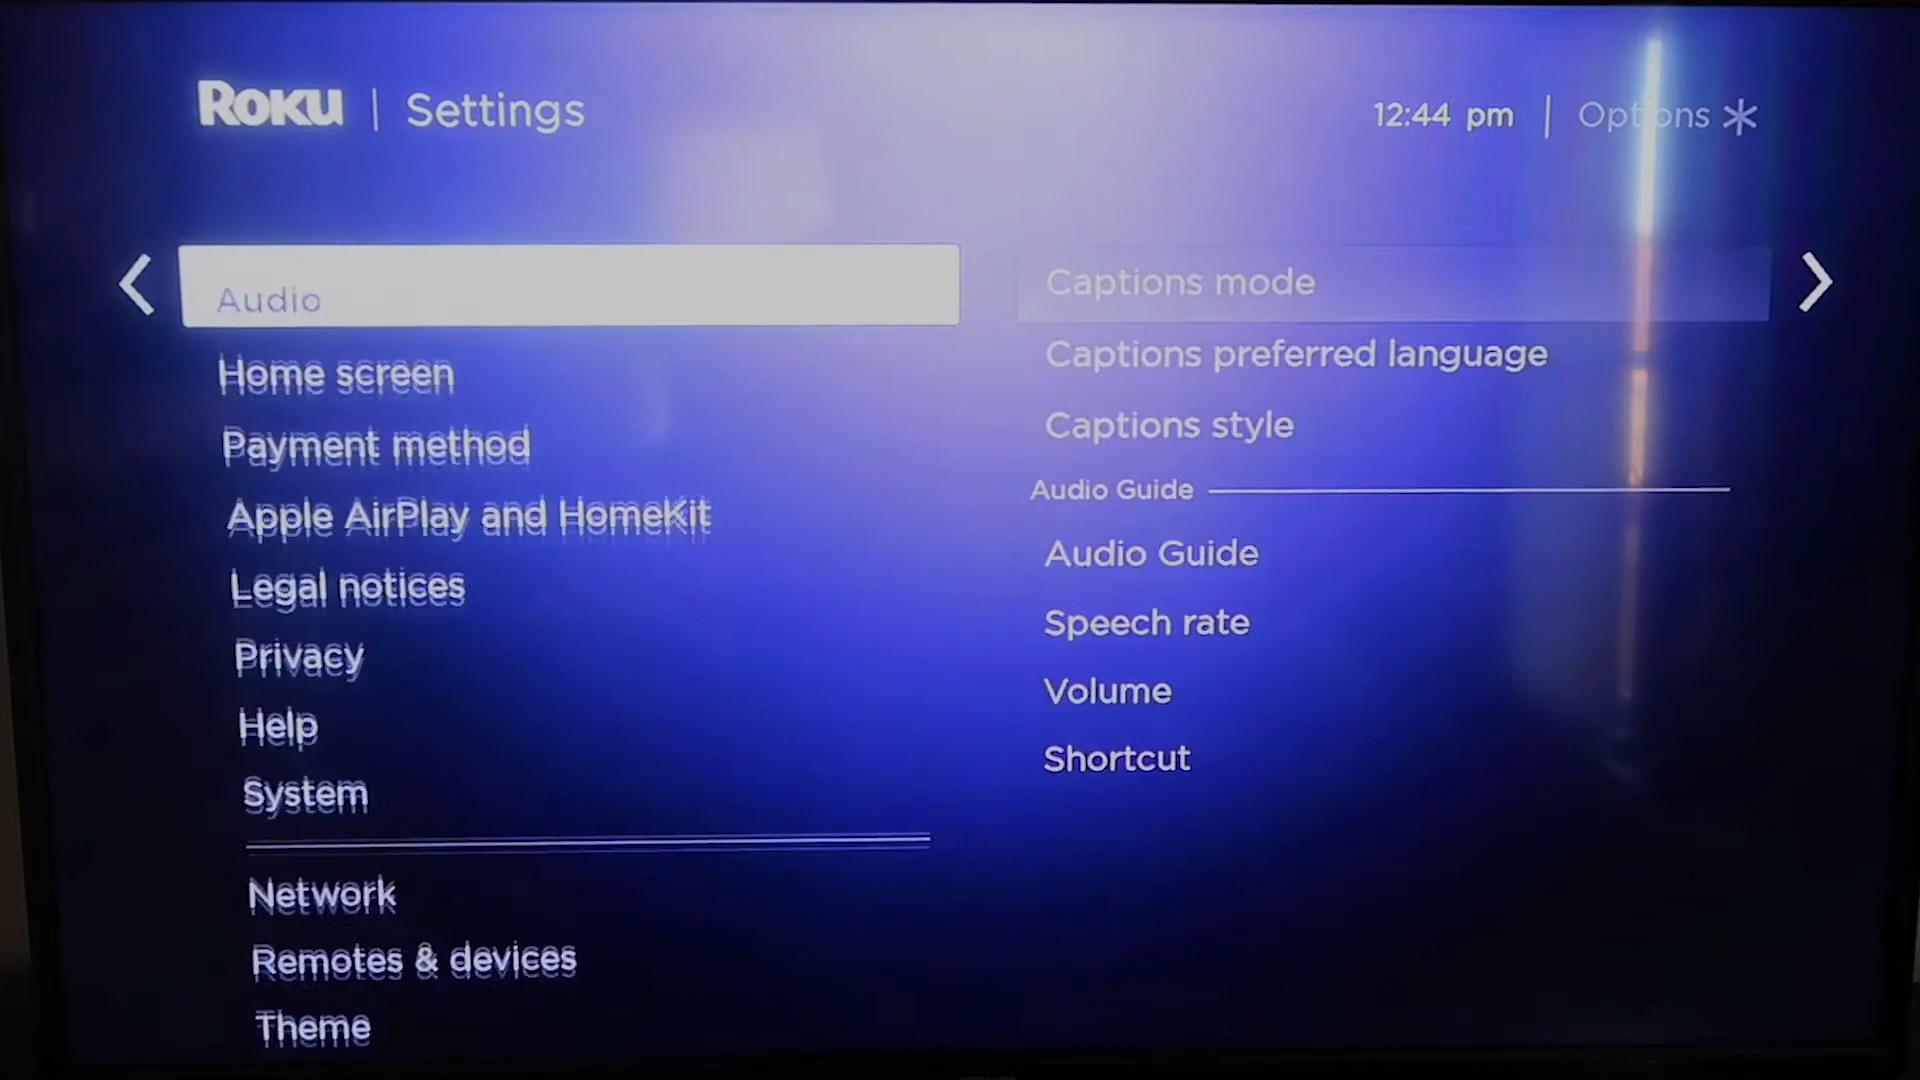 Roku | Settings
12:44 pm | Options *
Audio
Home screen
Payment method
Apple AirPlay and HomeKit
Legal notices
Privacy
Help
System
Network
Remotes & devices
Theme
Captions mode
Captions preferred language
Captions style
Audio Guide
Audio Guide
Speech rate
Volume
Shortcut